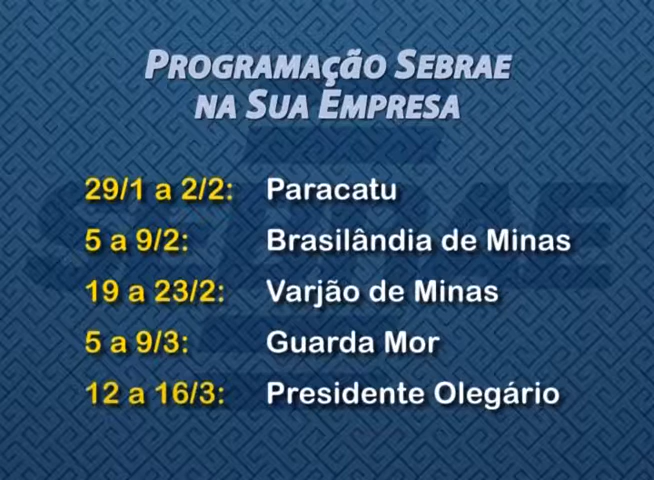 Programação Sebrae
na Sua Empresa
29/1 a 2/2: Paracatu
5 a 9/2: Brasilândia de Minas
19 a 23/2: Varjão de Minas
5 a 9/3: Guarda Mor
12 a 16/3: Presidente Olegário
SEBRAE